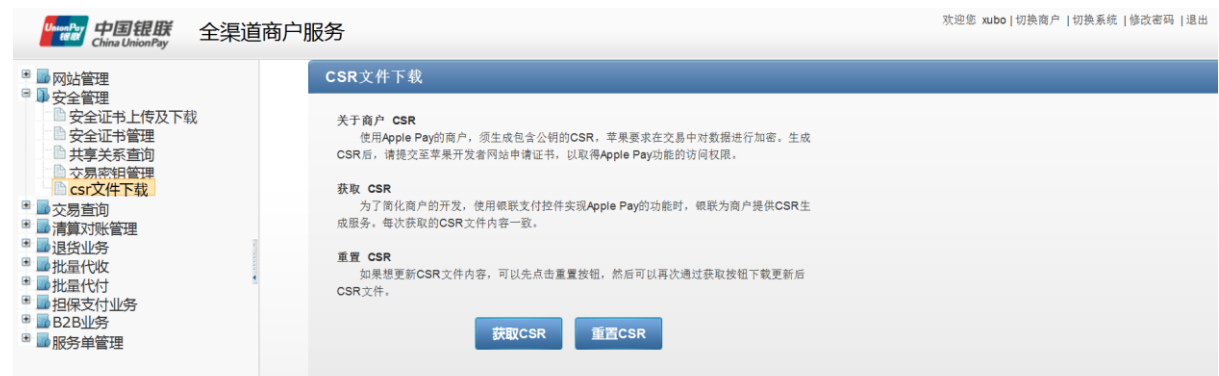 UnionPay
银联
中国银联
China UnionPay
全渠道商户服务
欢迎您 xubo | 切换商户 | 切换系统 | 修改密码 | 退出
网站管理
安全管理
安全证书上传及下载
安全证书管理
共享关系查询
交易密钥管理
csr文件下载
交易查询
清算对账管理
退货业务
批量代收
批量代付
担保支付业务
B2B业务
服务单管理
CSR文件下载
关于商户 CSR
使用Apple Pay的商户，须生成包含公钥的CSR，苹果要求在交易中对数据进行加密。生成
CSR后，请提交至苹果开发者网站申请证书，以取得Apple Pay功能的访问权限。
获取 CSR
为了简化商户的开发，使用银联支付控件实现Apple Pay的功能时，银联为商户提供CSR生
成服务。每次获取的CSR文件内容一致。
重置 CSR
如果想更新CSR文件内容，可以先点击重置按钮，然后可以再次通过获取按钮下载更新后
CSR文件。
获取CSR
重置CSR